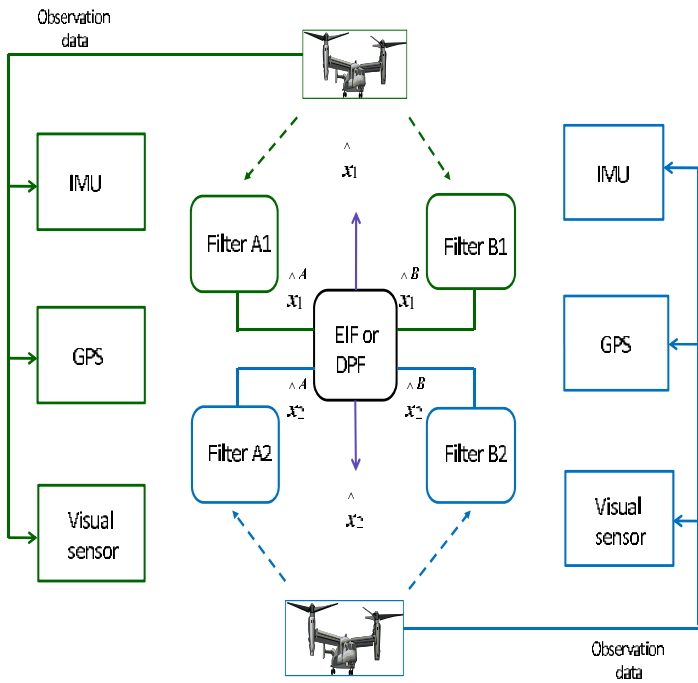 Observation
data
IMU
GPS
Visual
sensor
Filter A1
Filter B1
^
x1
^ A
x1
^ B
x1
EIF or
DPF
^ A
x2
^ B
x2
Filter A2
Filter B2
^
x2
IMU
GPS
Visual
sensor
Observation
data